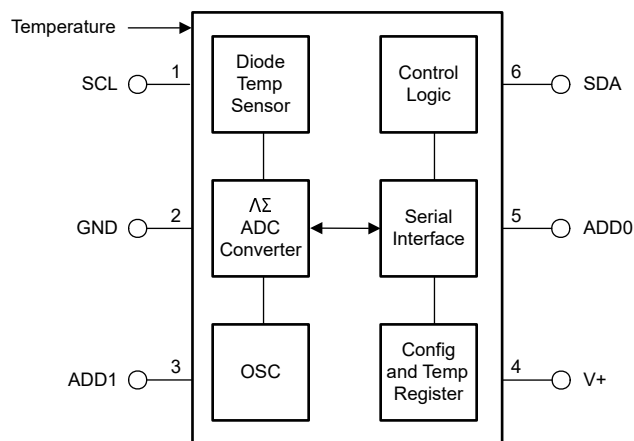 Temperature
SCL
1
Diode
Temp
Sensor
Control
Logic
6
SDA
GND
2
ΛΣ
ADC
Converter
Serial
Interface
5
ADD0
ADD1
3
OSC
Config
and Temp
Register
4
V+